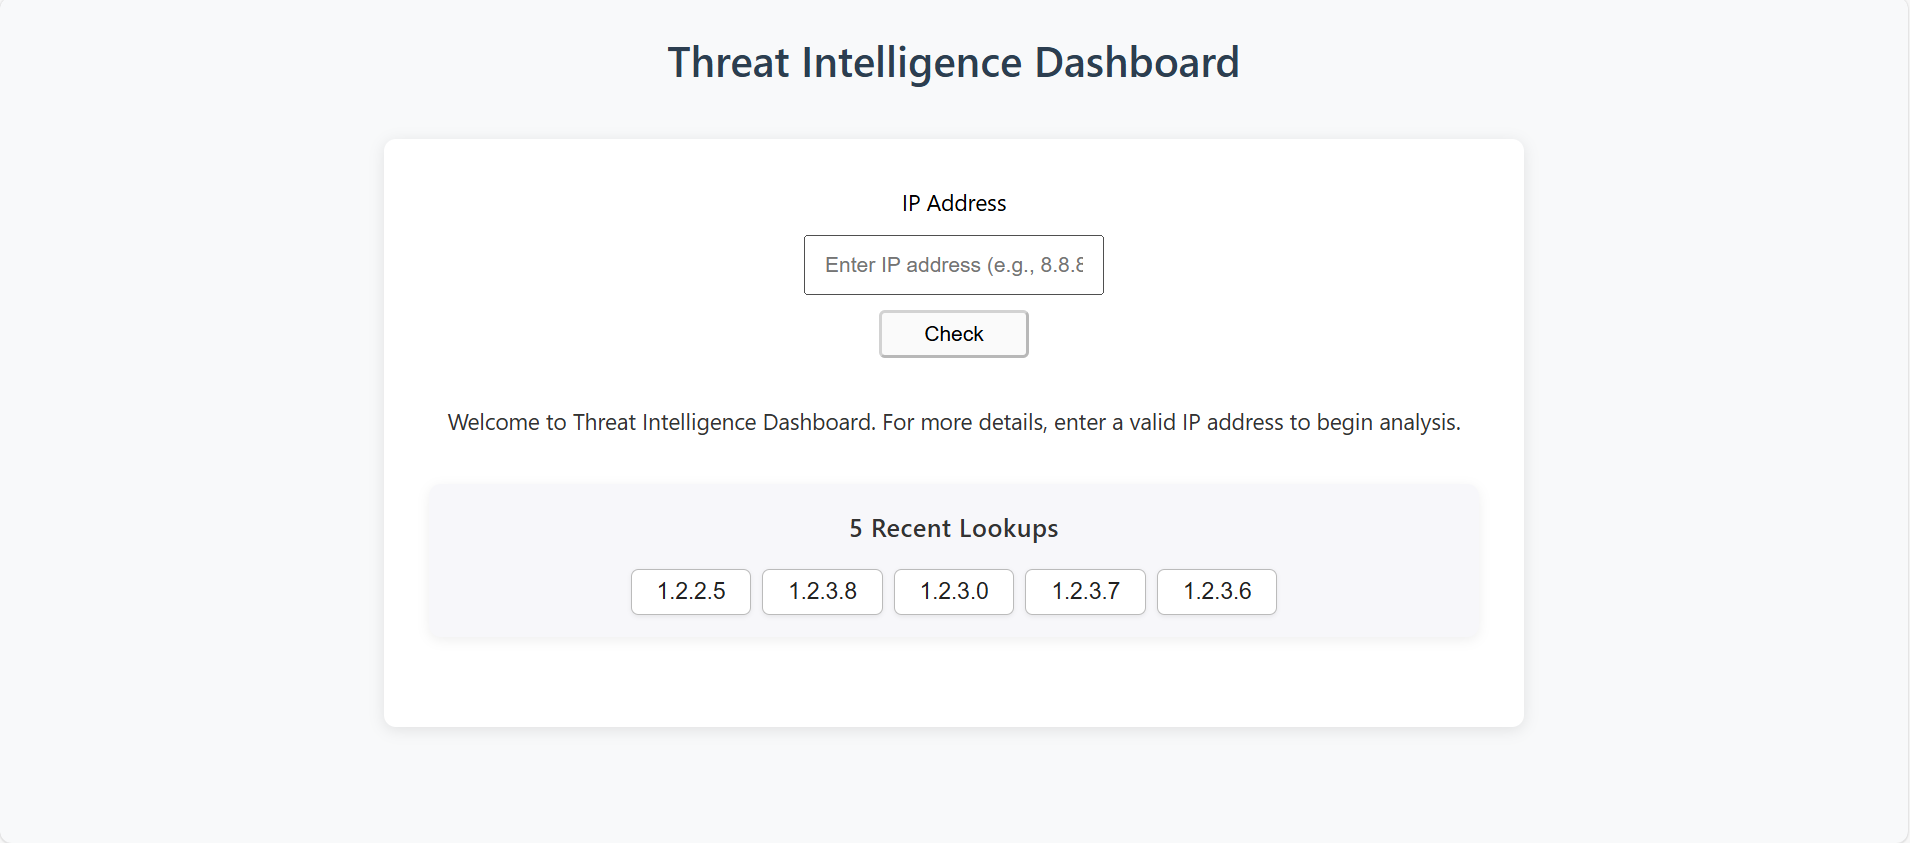 Threat Intelligence Dashboard
IP Address
Enter IP address (e.g., 8.8.8
Check
Welcome to Threat Intelligence Dashboard. For more details, enter a valid IP address to begin analysis.
5 Recent Lookups
1.2.2.5 1.2.3.8 1.2.3.0 1.2.3.7 1.2.3.6